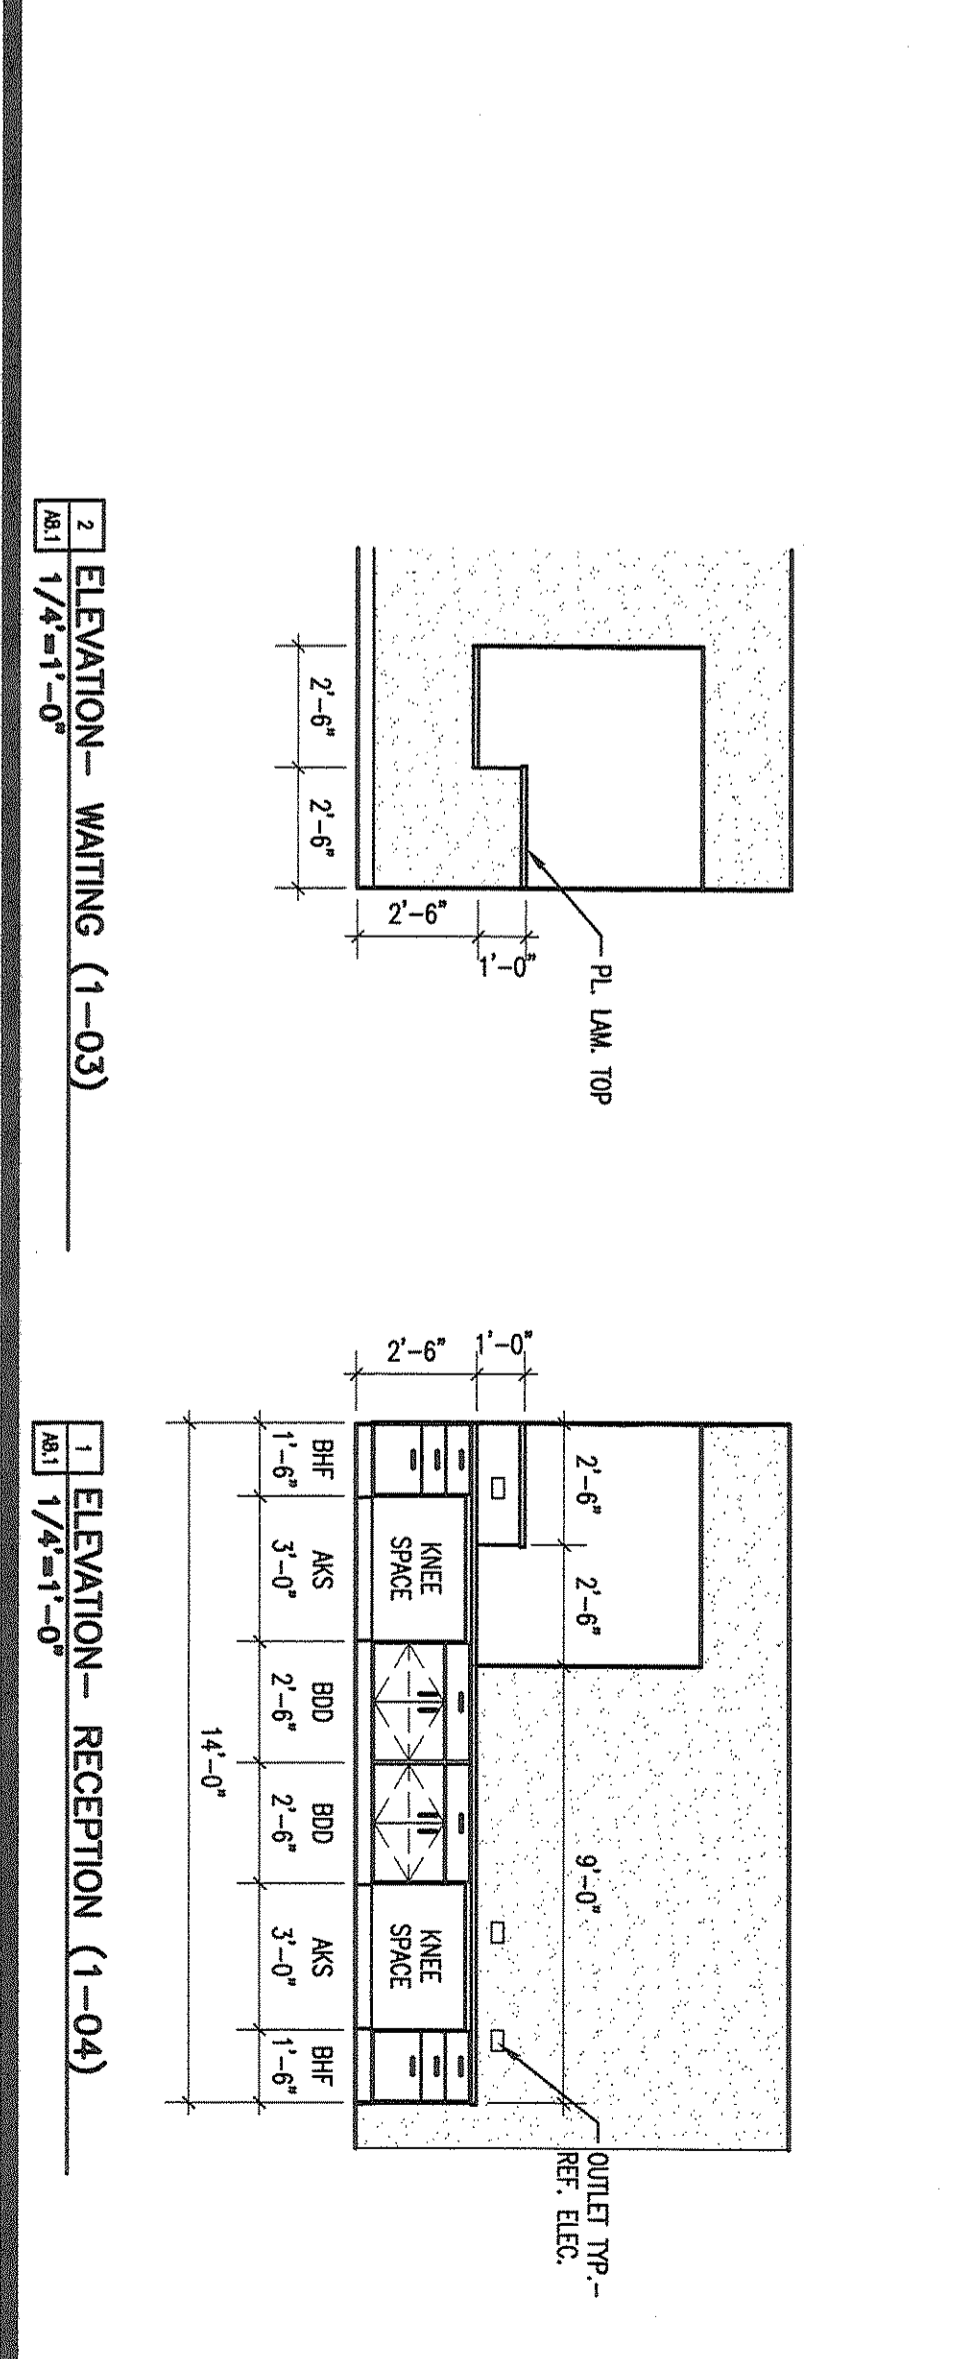 2'-6"
2'-6"
2'-6"
1'-0"
PL. LAM. TOP
2
A8.1
ELEVATION- WAITING (1-03)
1/4'=1'-0"
2'-6"
2'-6"
9'-0"
OUTLET TYP.-
REF. ELEC.
1'-0"
2'-6"
KNEE
SPACE
KNEE
SPACE
BHF
AKS
BDD
BDD
AKS
BHF
1'-6"
3'-0"
2'-6"
2'-6"
3'-0"
1'-6"
14'-0"
1
A8.1
ELEVATION- RECEPTION (1-04)
1/4'=1'-0"